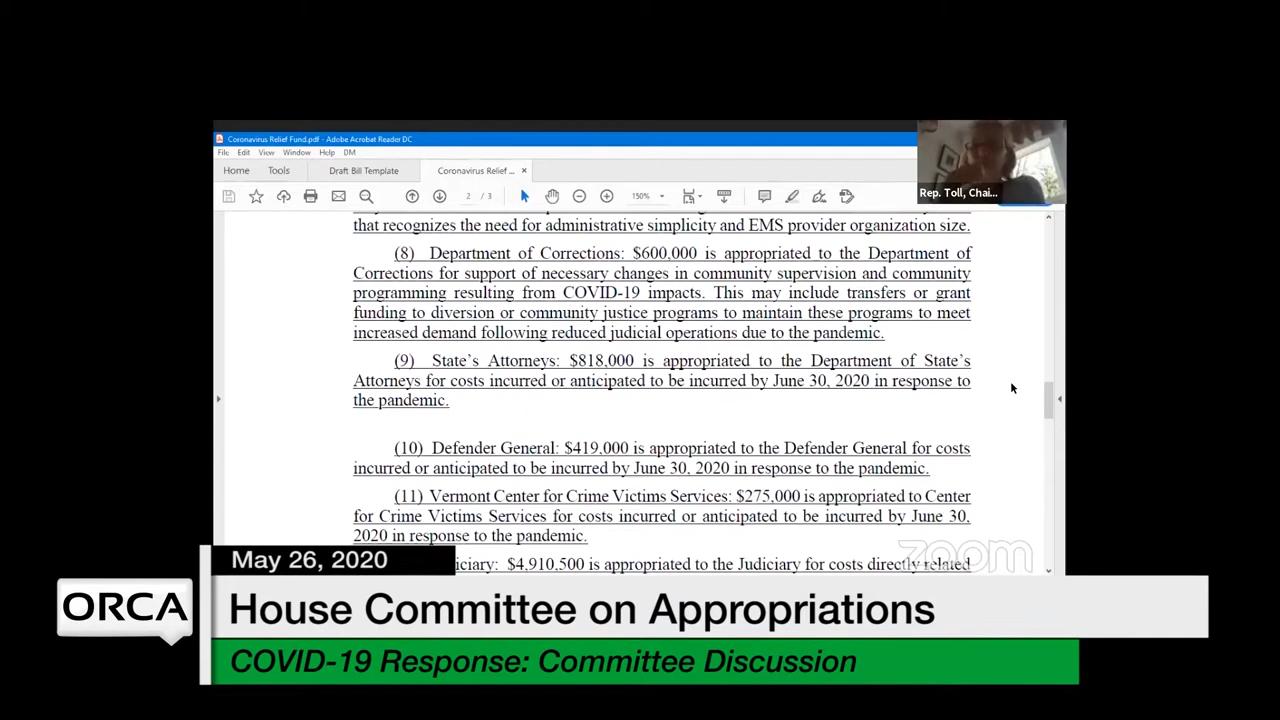 Coronavirus Relief Fund.pdf - Adobe Acrobat Reader DC
File Edit View Window Help DM
Home Tools Draft Bill Template Coronavirus Relief ... ×
2 / 3 150%
Rep. Toll, Chai...
that recognizes the need for administrative simplicity and EMS provider organization size.
(8) Department of Corrections: $600,000 is appropriated to the Department of
Corrections for support of necessary changes in community supervision and community
programming resulting from COVID-19 impacts. This may include transfers or grant
funding to diversion or community justice programs to maintain these programs to meet
increased demand following reduced judicial operations due to the pandemic.
(9) State's Attorneys: $818,000 is appropriated to the Department of State's
Attorneys for costs incurred or anticipated to be incurred by June 30, 2020 in response to
the pandemic.
(10) Defender General: $419,000 is appropriated to the Defender General for costs
incurred or anticipated to be incurred by June 30, 2020 in response to the pandemic.
(11) Vermont Center for Crime Victims Services: $275,000 is appropriated to Center
for Crime Victims Services for costs incurred or anticipated to be incurred by June 30,
2020 in response to the pandemic.
$4,910,500 is appropriated to the Judiciary for costs directly related
zoom
May 26, 2020
ORCA
House Committee on Appropriations
COVID-19 Response: Committee Discussion